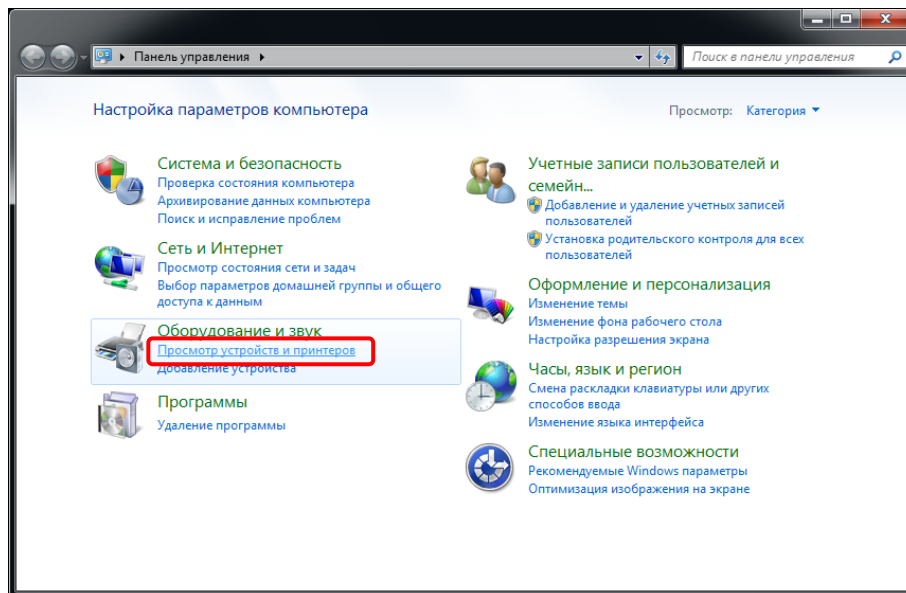 Панель управления
Поиск в панели управления
Настройка параметров компьютера
Просмотр: Категория
Система и безопасность
Проверка состояния компьютера
Архивирование данных компьютера
Поиск и исправление проблем
Сеть и Интернет
Просмотр состояния сети и задач
Выбор параметров домашней группы и общего
доступа к данным
Оборудование и звук
Просмотр устройств и принтеров
Добавление устройства
Программы
Удаление программы
Учетные записи пользователей и
семейн...
Добавление и удаление учетных записей
пользователей
Установка родительского контроля для всех
пользователей
Оформление и персонализация
Изменение темы
Изменение фона рабочего стола
Настройка разрешения экрана
Часы, язык и регион
Смена раскладки клавиатуры или других
способов ввода
Изменение языка интерфейса
Специальные возможности
Рекомендуемые Windows параметры
Оптимизация изображения на экране